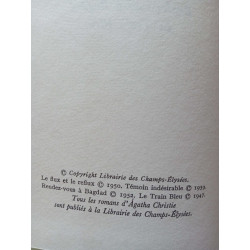 © Copyright Librairie des Champs-Élysées.
Le flux et le reflux © 1950, Témoin indésirable © 1959.
Rendez-vous à Bagdad © 1952, Le Train Bleu © 1947.
Tous les romans d'Agatha Christie
sont publiés à la Librairie des Champs-Élysées.